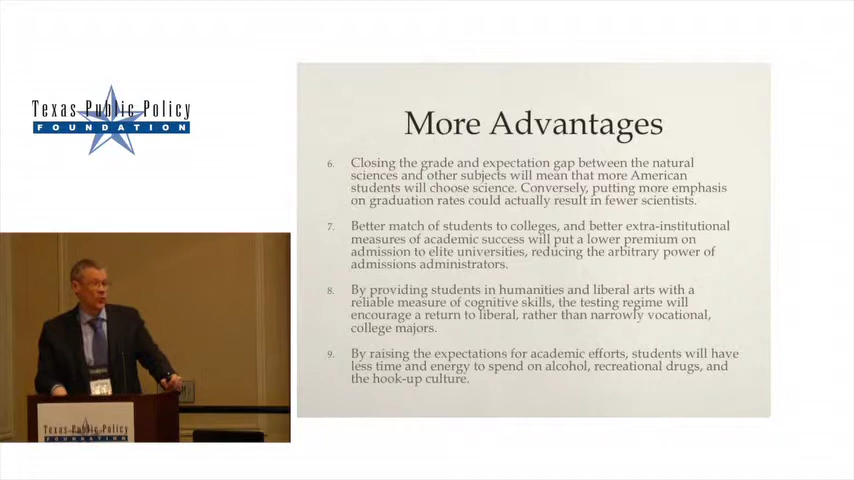 Texas Public Policy
FOUNDATION
More Advantages
6. Closing the grade and expectation gap between the natural
sciences and other subjects will mean that more American
students will choose science. Conversely, putting more emphasis
on graduation rates could actually result in fewer scientists.
7. Better match of students to colleges, and better extra-institutional
measures of academic success will put a lower premium on
admission to elite universities, reducing the arbitrary power of
admissions administrators.
8. By providing students in humanities and liberal arts with a
reliable measure of cognitive skills, the testing regime will
encourage a return to liberal, rather than narrowly vocational,
college majors.
9. By raising the expectations for academic efforts, students will have
less time and energy to spend on alcohol, recreational drugs, and
the hook-up culture.
Texas Public Policy
FOUNDATION